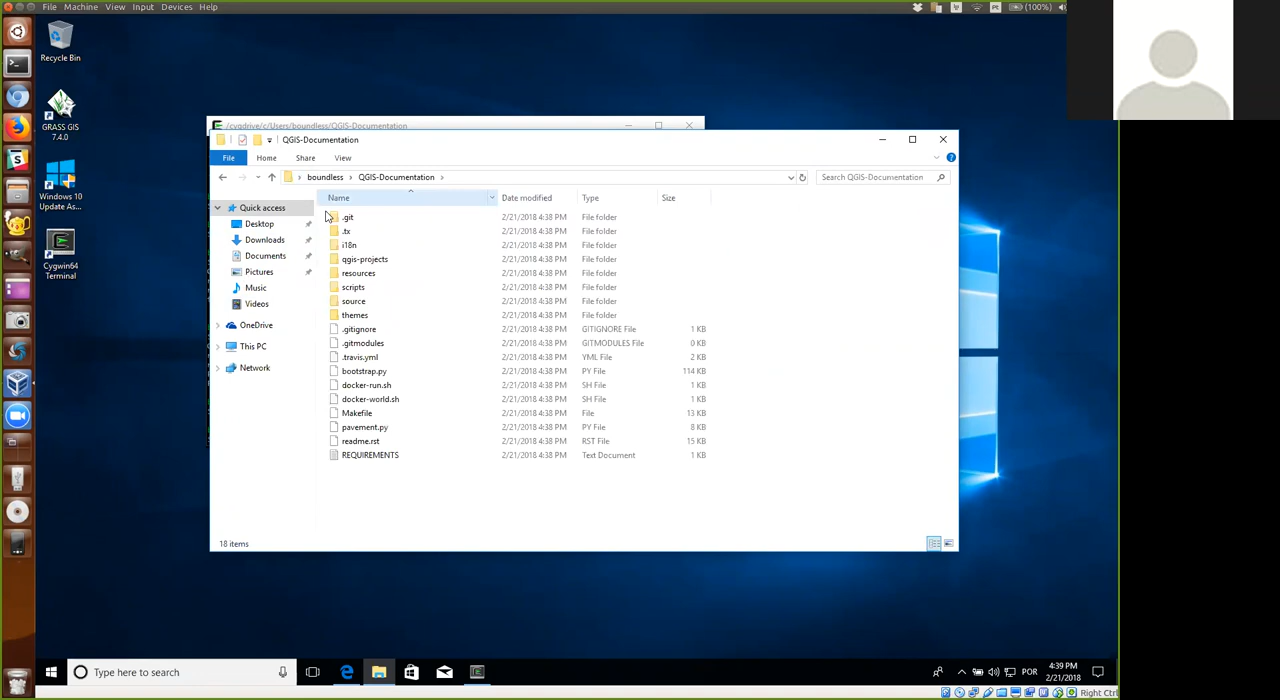 File Machine View Input Devices Help
(100%)
Recycle Bin
GRASS GIS
7.4.0
Windows 10
Update As...
Cygwin64
Terminal
/cygdrive/c/Users/boundless/QGIS-Documentation
QGIS-Documentation
File Home Share View
boundless QGIS-Documentation
Search QGIS-Documentation
Name Date modified Type Size
Quick access
Desktop
Downloads
Documents
Pictures
Music
Videos
OneDrive
This PC
Network
.git 2/21/2018 4:38 PM File folder
.tx 2/21/2018 4:38 PM File folder
i18n 2/21/2018 4:38 PM File folder
qgis-projects 2/21/2018 4:38 PM File folder
resources 2/21/2018 4:38 PM File folder
scripts 2/21/2018 4:38 PM File folder
source 2/21/2018 4:38 PM File folder
themes 2/21/2018 4:38 PM File folder
.gitignore 2/21/2018 4:38 PM GITIGNORE File 1 KB
.gitmodules 2/21/2018 4:38 PM GITMODULES File 0 KB
.travis.yml 2/21/2018 4:38 PM YML File 2 KB
bootstrap.py 2/21/2018 4:38 PM PY File 114 KB
docker-run.sh 2/21/2018 4:38 PM SH File 1 KB
docker-world.sh 2/21/2018 4:38 PM SH File 1 KB
Makefile 2/21/2018 4:38 PM File 13 KB
pavement.py 2/21/2018 4:38 PM PY File 8 KB
readme.rst 2/21/2018 4:38 PM RST File 15 KB
REQUIREMENTS 2/21/2018 4:38 PM Text Document 1 KB
18 items
Type here to search
POR
4:39 PM
2/21/2018
Right Ctrl